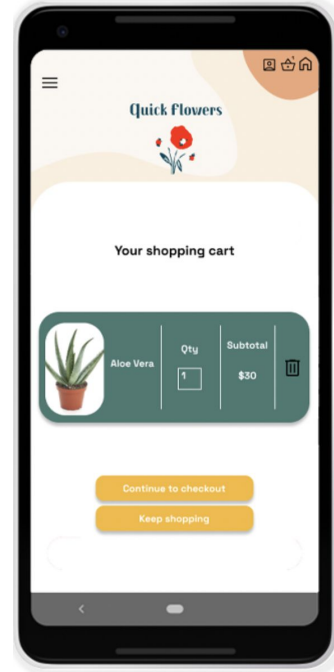 Quick Flowers
Your shopping cart
Aloe Vera
Qty
1
Subtotal
$30
Continue to checkout
Keep shopping